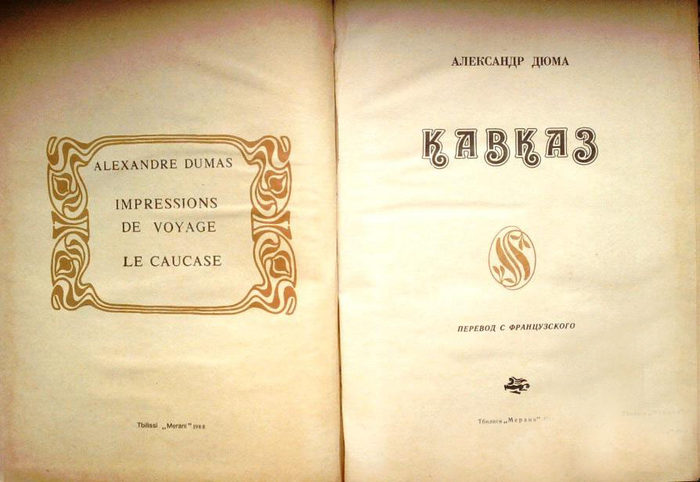 ALEXANDRE DUMAS
IMPRESSIONS
DE VOYAGE
LE CAUCASE
Tbilissi „Merani" 1988
АЛЕКСАНДР ДЮМА
КАВКАЗ
ПЕРЕВОД С ФРАНЦУЗСКОГО
Тбилиси „Мерани"